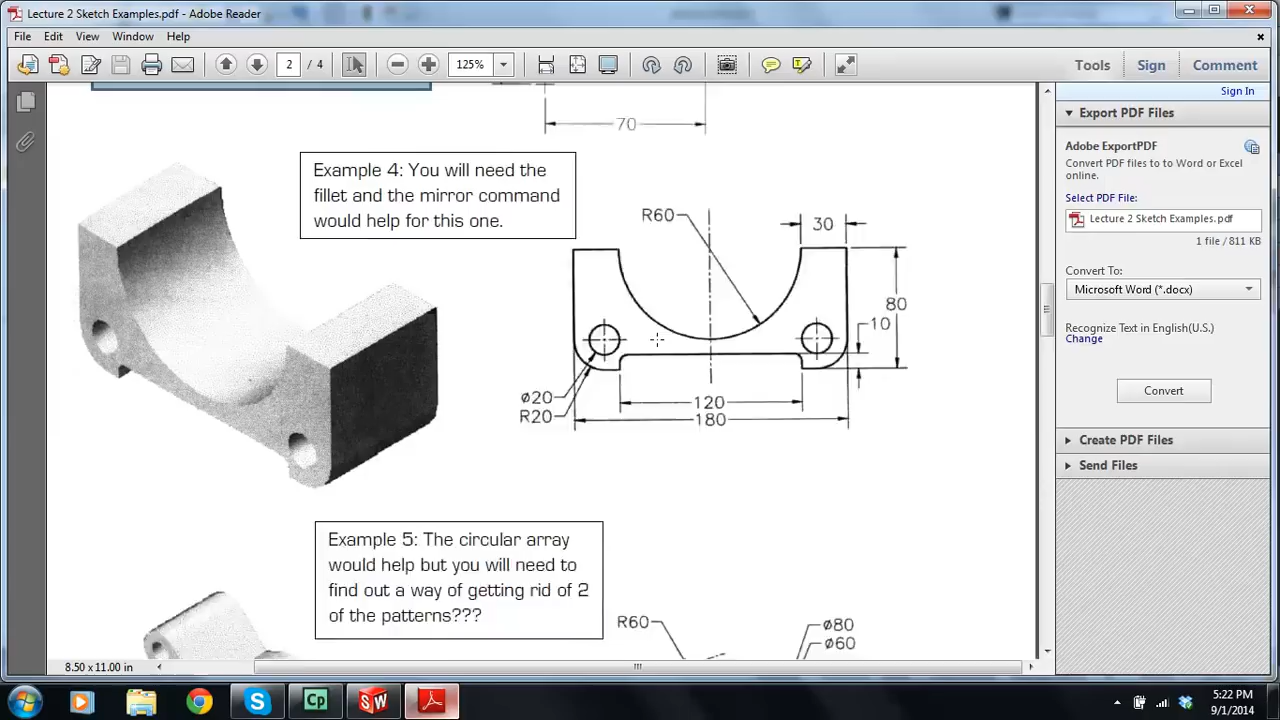 Lecture 2 Sketch Examples.pdf - Adobe Reader
File Edit View Window Help
2 / 4 125% Tools Sign Comment
Sign In
Export PDF Files
Adobe ExportPDF
Convert PDF files to to Word or Excel
online.
Select PDF File:
Lecture 2 Sketch Examples.pdf
1 file / 811 KB
Convert To:
Microsoft Word (*.docx)
Recognize Text in English(U.S.)
Change
Convert
Create PDF Files
Send Files
70
Example 4: You will need the
fillet and the mirror command
would help for this one.
R60
30
80
10
ø20
R20
120
180
Example 5: The circular array
would help but you will need to
find out a way of getting rid of 2
of the patterns???
R60
ø80
ø60
8.50 x 11.00 in
S Cp SW
5:22 PM
9/1/2014